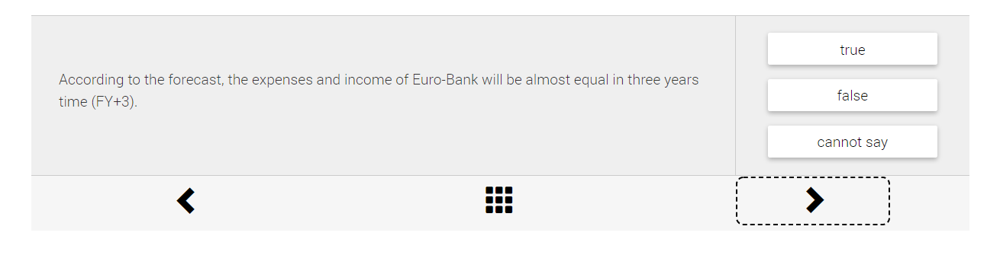 According to the forecast, the expenses and income of Euro-Bank will be almost equal in three years
time (FY+3).
true
false
cannot say